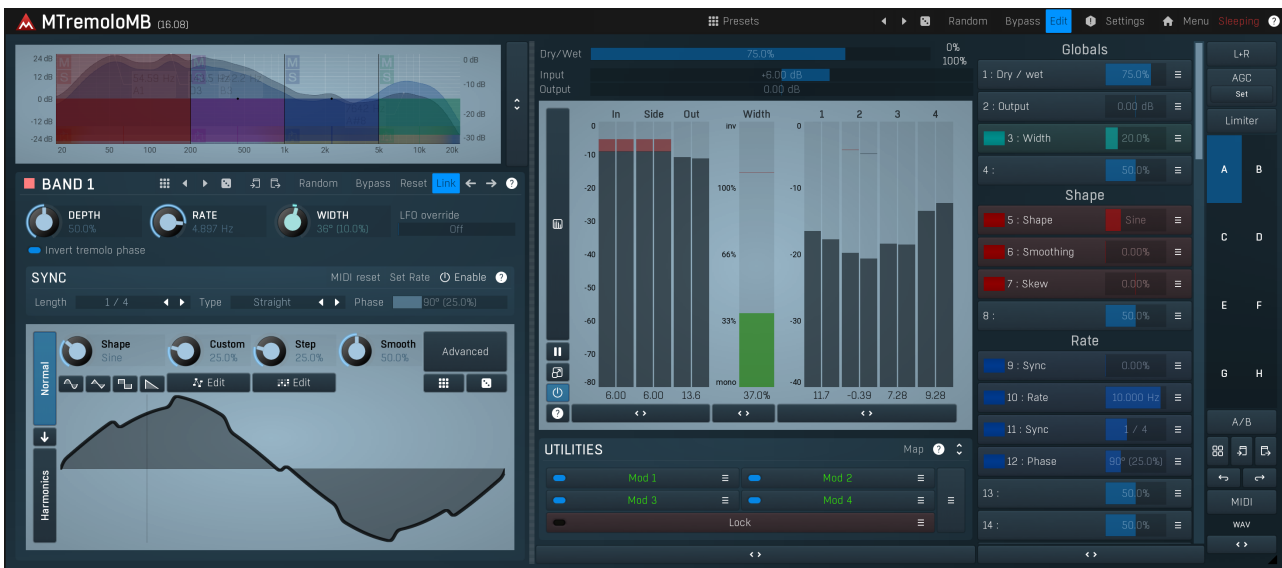 MTremoloMB (16.08)
Presets
Random Bypass Edit Settings Menu Sleeping ?
24 dB
12 dB
0 dB
-12 dB
-24 dB
M M M M
S S S S
0 dB
-10 dB
-20 dB
-30 dB
20 50 100 200 500 1k 2k 5k 10k 20k
BAND 1
Random Bypass Reset Link ?
DEPTH
50.0%
RATE
4.897 Hz
WIDTH
36° (10.0%)
LFO override
Off
Invert tremolo phase
SYNC
MIDI reset Set Rate Enable ?
Length 1 / 4 Type Straight Phase 90° (25.0%)
Normal
Harmonics
Shape
Sine
Custom
25.0%
Step
25.0%
Smooth
50.0%
Advanced
Edit Edit
Dry/Wet 75.0% 0%
100%
Input +6.00 dB
Output 0.00 dB
In Side Out Width 1 2 3 4
0
-10
-20
-30
-40
-50
-60
-70
-80
inv
100%
66%
33%
mono
0
-10
-20
-30
-40
6.00 6.00 13.6 37.0% 11.7 -0.39 7.28 9.28
?
UTILITIES
Map ?
Mod 1 Mod 2
Mod 3 Mod 4
Lock
Globals
1 : Dry / wet 75.0%
2 : Output 0.00 dB
3 : Width 20.0%
4 : 50.0%
Shape
5 : Shape Sine
6 : Smoothing 0.00%
7 : Skew 0.00%
8 : 50.0%
Rate
9 : Sync 0.00%
10 : Rate 10.000 Hz
11 : Sync 1 / 4
12 : Phase 90° (25.0%)
13 : 50.0%
14 : 50.0%
L+R
AGC
Set
Limiter
A B
C D
E F
G H
A/B
MIDI
WAV